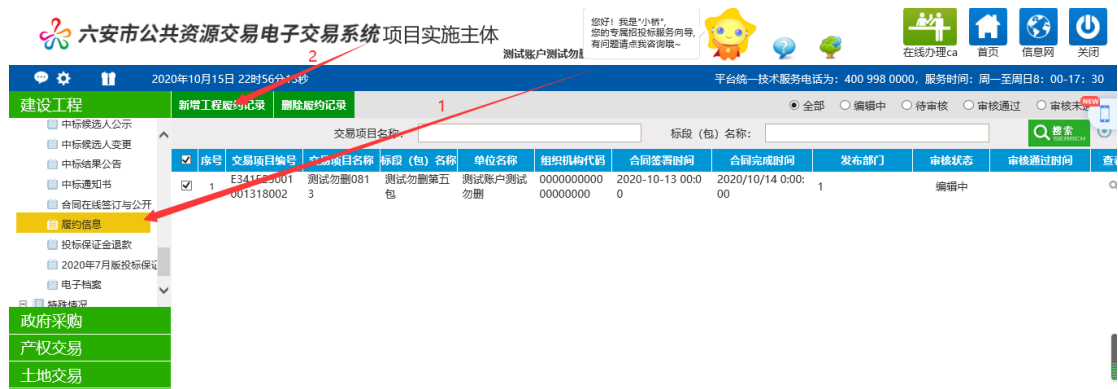 六安市公共资源交易电子交易系统项目实施主体
您好！我是"小桥",
您的专属招投标服务向导,
有问题请点我咨询哦~
测试账户测试勿
在线办理ca 首页 信息网 关闭
2
2020年10月15日 22时56分 秒
平台统一技术服务电话为：400 998 0000，服务时间：周一至周日8：00-17：30
建设工程
新增工程履约记录 删除履约记录
1
全部 编辑中 待审核 审核通过 审核未
NEW
中标候选人公示
中标候选人变更
中标结果公告
中标通知书
合同在线签订与公开
履约信息
投标保证金退款
2020年7月版投标保证
电子档案
特殊情况
交易项目名称： 标段（包）名称： 搜索
SEARCH
序号 交易项目编号 交易项目名称 标段（包）名称 单位名称 组织机构代码 合同签署时间 合同完成时间 发布部门 审核状态 审核通过时间 查
1 E341523001 测试勿删081 测试勿删第五 测试账户测试 0000000000 2020-10-13 00:0 2020/10/14 0:00: 1 编辑中
001318002 3 包 勿删 00000000 0 00
政府采购
产权交易
土地交易